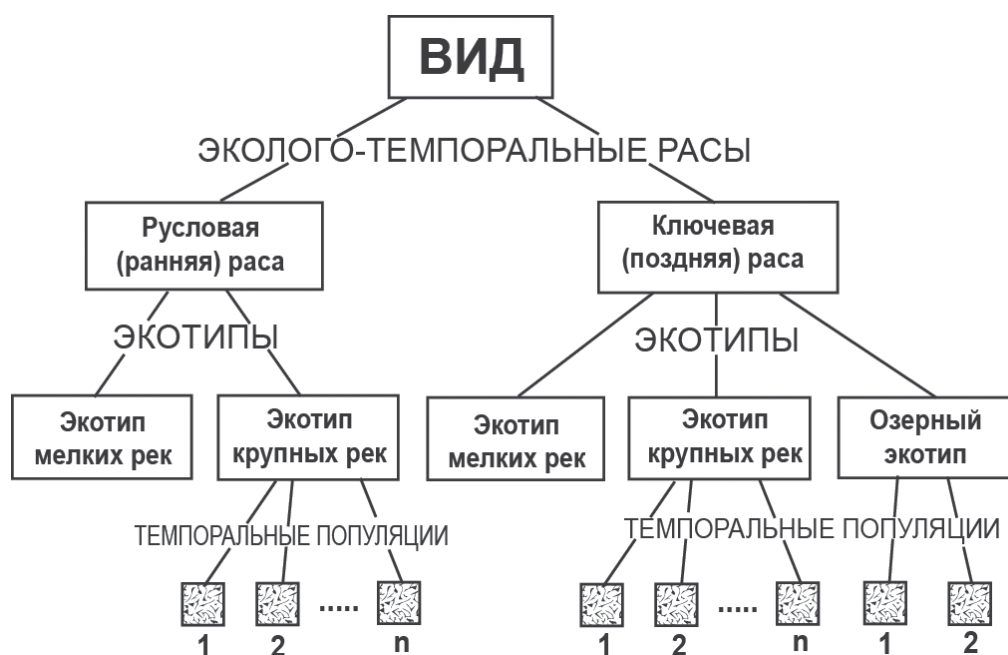 ВИД
ЭКОЛОГО-ТЕМПОРАЛЬНЫЕ РАСЫ
Русловая
(ранняя) раса
Ключевая
(поздняя) раса
ЭКОТИПЫ
ЭКОТИПЫ
Экотип
мелких рек
Экотип
крупных рек
Экотип
мелких рек
Экотип
крупных рек
Озерный
экотип
ТЕМПОРАЛЬНЫЕ ПОПУЛЯЦИИ
ТЕМПОРАЛЬНЫЕ ПОПУЛЯЦИИ
.....
.....
1 2 n
1 2 n 1 2